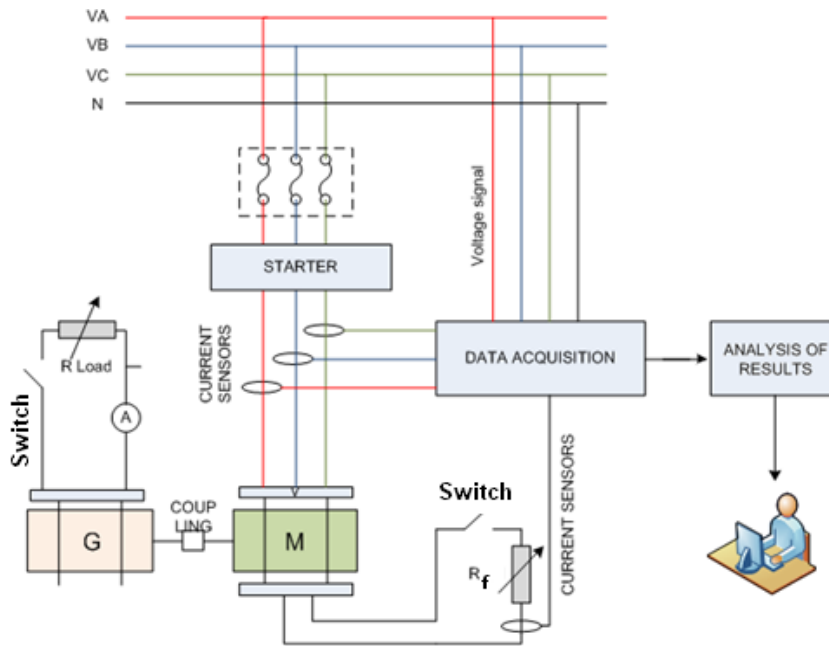 VA
VB
VC
N
Voltage signal
STARTER
R Load
CURRENT
SENSORS
DATA ACQUISITION
ANALYSIS OF
RESULTS
A
Switch
COUP
LING
G
V
M
Switch
Rf
CURRENT SENSORS